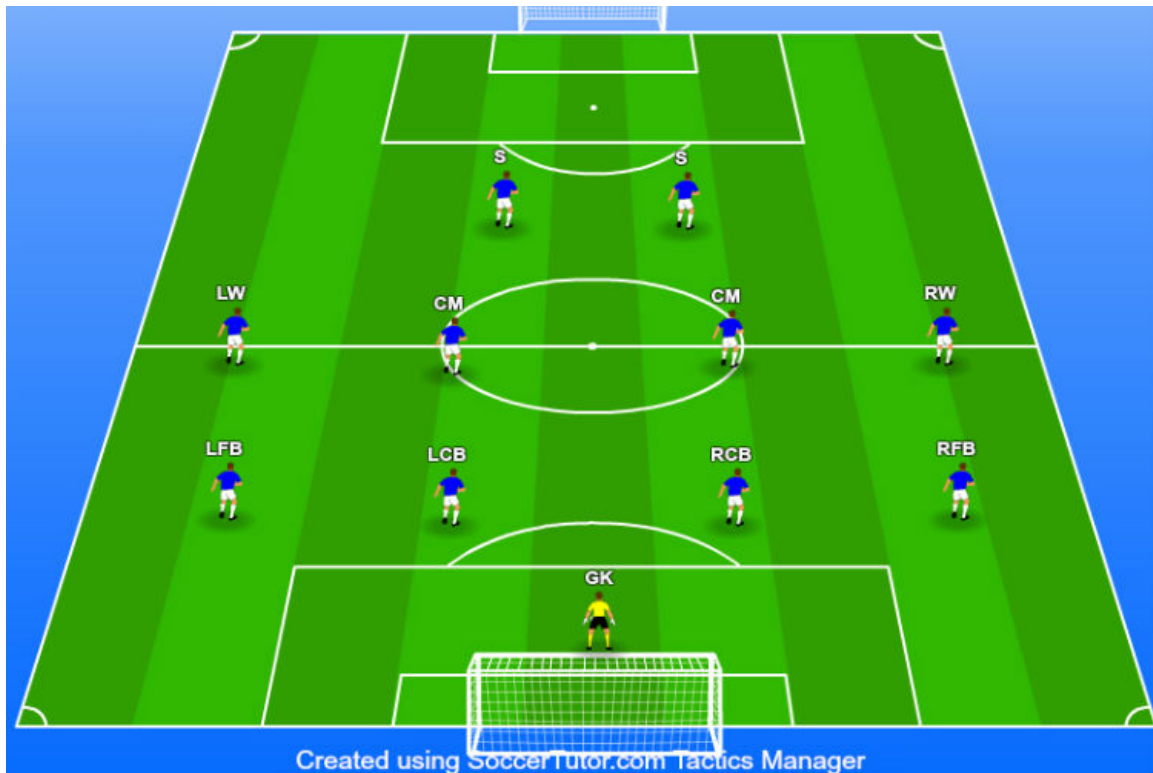 S S
LW CM CM RW
LFB LCB RCB RFB
GK
Created using SoccerTutor.com Tactics Manager